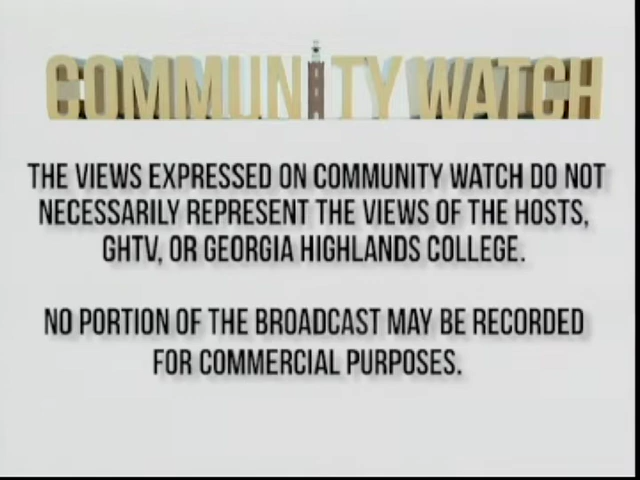 COMMUNITY WATCH
THE VIEWS EXPRESSED ON COMMUNITY WATCH DO NOT
NECESSARILY REPRESENT THE VIEWS OF THE HOSTS,
GHTV, OR GEORGIA HIGHLANDS COLLEGE.
NO PORTION OF THE BROADCAST MAY BE RECORDED
FOR COMMERCIAL PURPOSES.